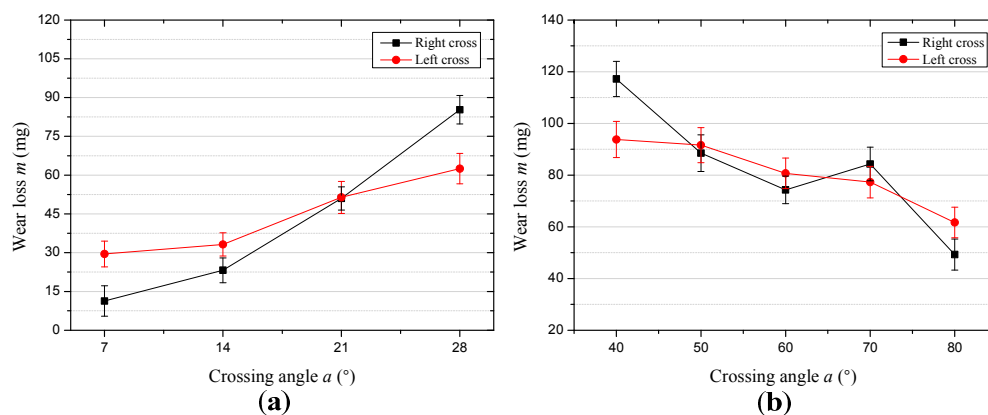 120
105
90
75
60
45
30
15
0
Wear loss m (mg)
Right cross
Left cross
7
14
21
28
Crossing angle a (°)
(a)
140
120
100
80
60
40
20
Wear loss m (mg)
Right cross
Left cross
40
50
60
70
80
Crossing angle a (°)
(b)